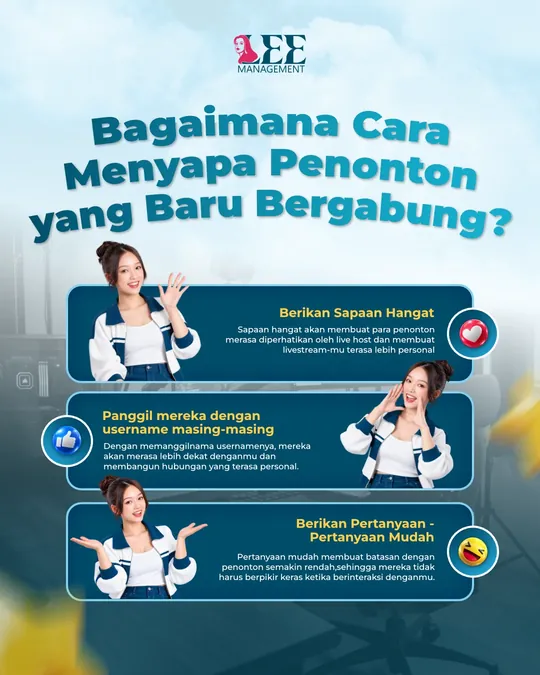 LEE
MANAGEMENT
Bagaimana Cara
Menyapa Penonton
yang Baru Bergabung?
Berikan Sapaan Hangat
Sapaan hangat akan membuat para penonton
merasa diperhatikan oleh live host dan membuat
livestream-mu terasa lebih personal
Panggil mereka dengan
username masing-masing
Dengan memanggilnama usernamenya, mereka
akan merasa lebih dekat denganmu dan
membangun hubungan yang terasa personal.
Berikan Pertanyaan -
Pertanyaan Mudah
Pertanyaan mudah membuat batasan dengan
penonton semakin rendah,sehingga mereka tidak
harus berpikir keras ketika berinteraksi denganmu.